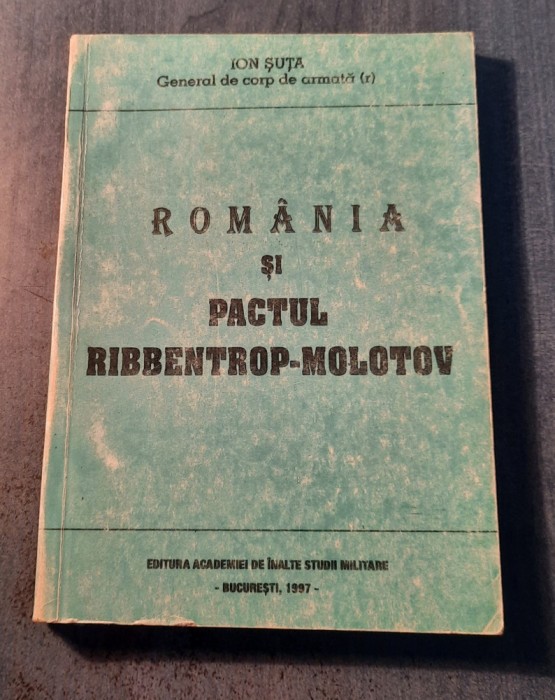 ION ŞUŢA
General de corp de armată (r)
ROMÂNIA
ŞI
PACTUL
RIBBENTROP-MOLOTOV
EDITURA ACADEMIEI DE ÎNALTE STUDII MILITARE
- BUCUREŞTI, 1997 -